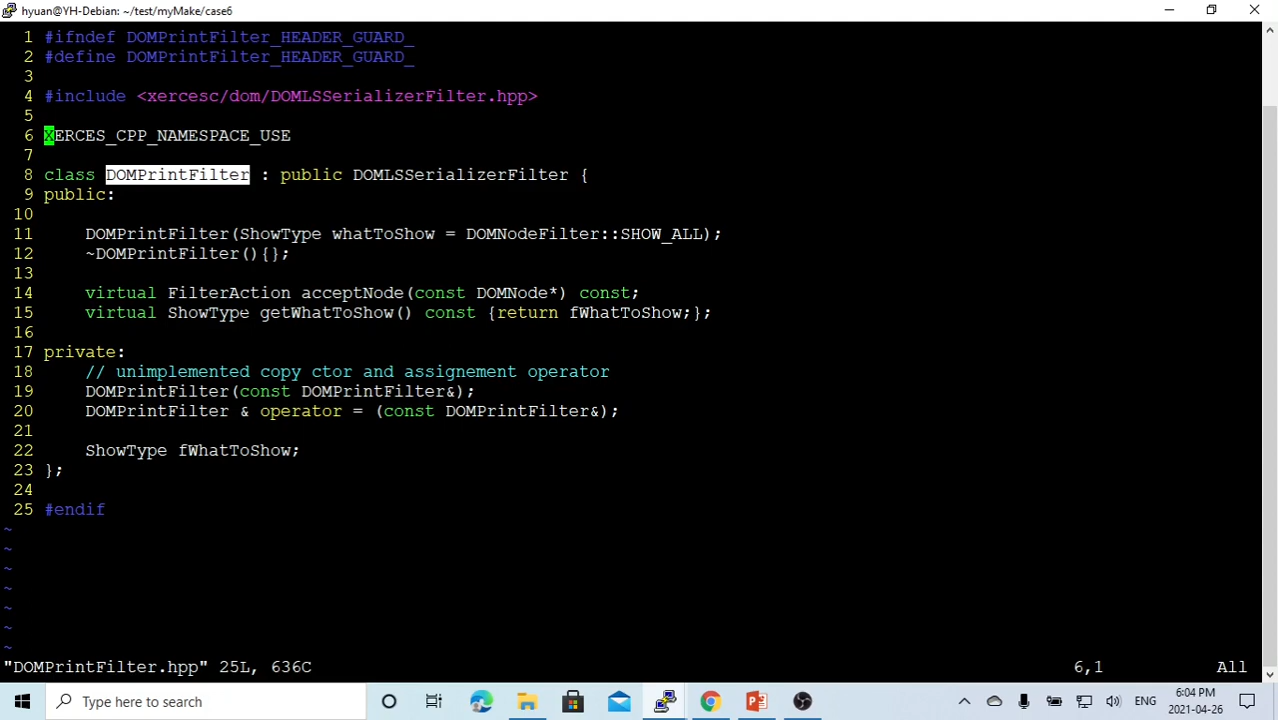 hyuan@YH-Debian: ~/test/myMake/case6
1 #ifndef DOMPrintFilter_HEADER_GUARD_
2 #define DOMPrintFilter_HEADER_GUARD_
3
4 #include <xercesc/dom/DOMLSSerializerFilter.hpp>
5
6 XERCES_CPP_NAMESPACE_USE
7
8 class DOMPrintFilter : public DOMLSSerializerFilter {
9 public:
10
11     DOMPrintFilter(ShowType whatToShow = DOMNodeFilter::SHOW_ALL);
12     ~DOMPrintFilter(){};
13
14     virtual FilterAction acceptNode(const DOMNode*) const;
15     virtual ShowType getWhatToShow() const {return fWhatToShow;};
16
17 private:
18     // unimplemented copy ctor and assignement operator
19     DOMPrintFilter(const DOMPrintFilter&);
20     DOMPrintFilter & operator = (const DOMPrintFilter&);
21
22     ShowType fWhatToShow;
23 };
24
25 #endif
~
~
~
~
~
~
~
"DOMPrintFilter.hpp" 25L, 636C 6,1 All
Type here to search
ENG
6:04 PM
2021-04-26